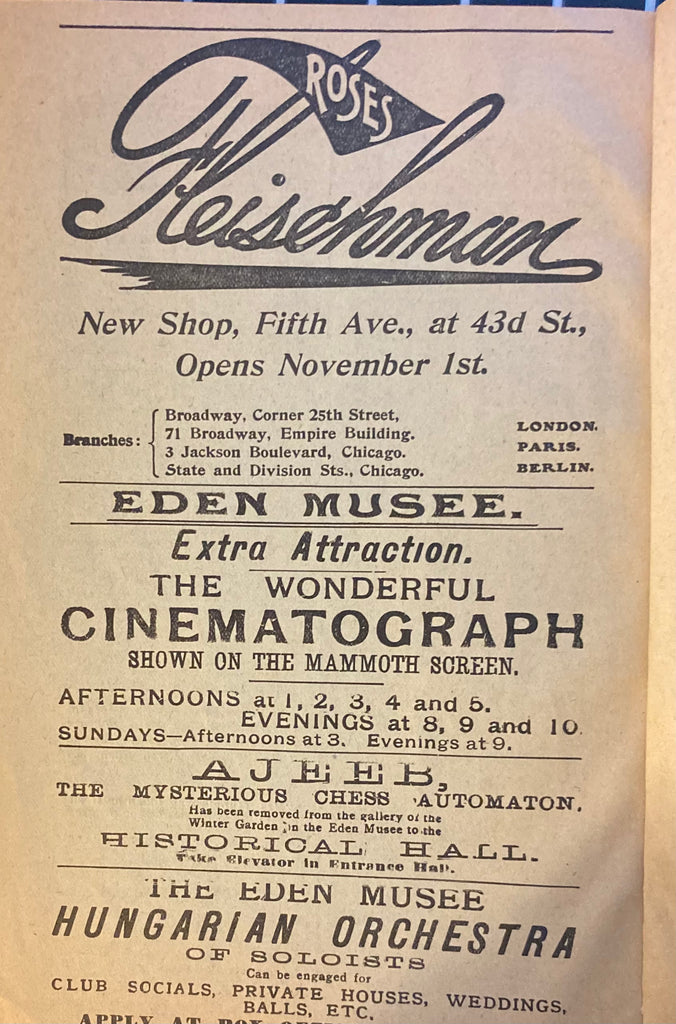 ROSES
Fleischman
New Shop, Fifth Ave., at 43d St.,
Opens November 1st.
Branches:
Broadway, Corner 25th Street,
71 Broadway, Empire Building.
3 Jackson Boulevard, Chicago.
State and Division Sts., Chicago.
LONDON.
PARIS.
BERLIN.
EDEN MUSEE.
Extra Attraction.
THE WONDERFUL
CINEMATOGRAPH
SHOWN ON THE MAMMOTH SCREEN.
AFTERNOONS at 1, 2, 3, 4 and 5.
EVENINGS at 8, 9 and 10.
SUNDAYS—Afternoons at 3. Evenings at 9.
AJEEB,
THE MYSTERIOUS CHESS AUTOMATON.
Has been removed from the gallery of the
Winter Garden in the Eden Musee to the
HISTORICAL HALL.
Take Elevator in Entrance Hall.
THE EDEN MUSEE
HUNGARIAN ORCHESTRA
OF SOLOISTS
Can be engaged for
CLUB SOCIALS, PRIVATE HOUSES, WEDDINGS,
BALLS, ETC.
APPLY AT BOX